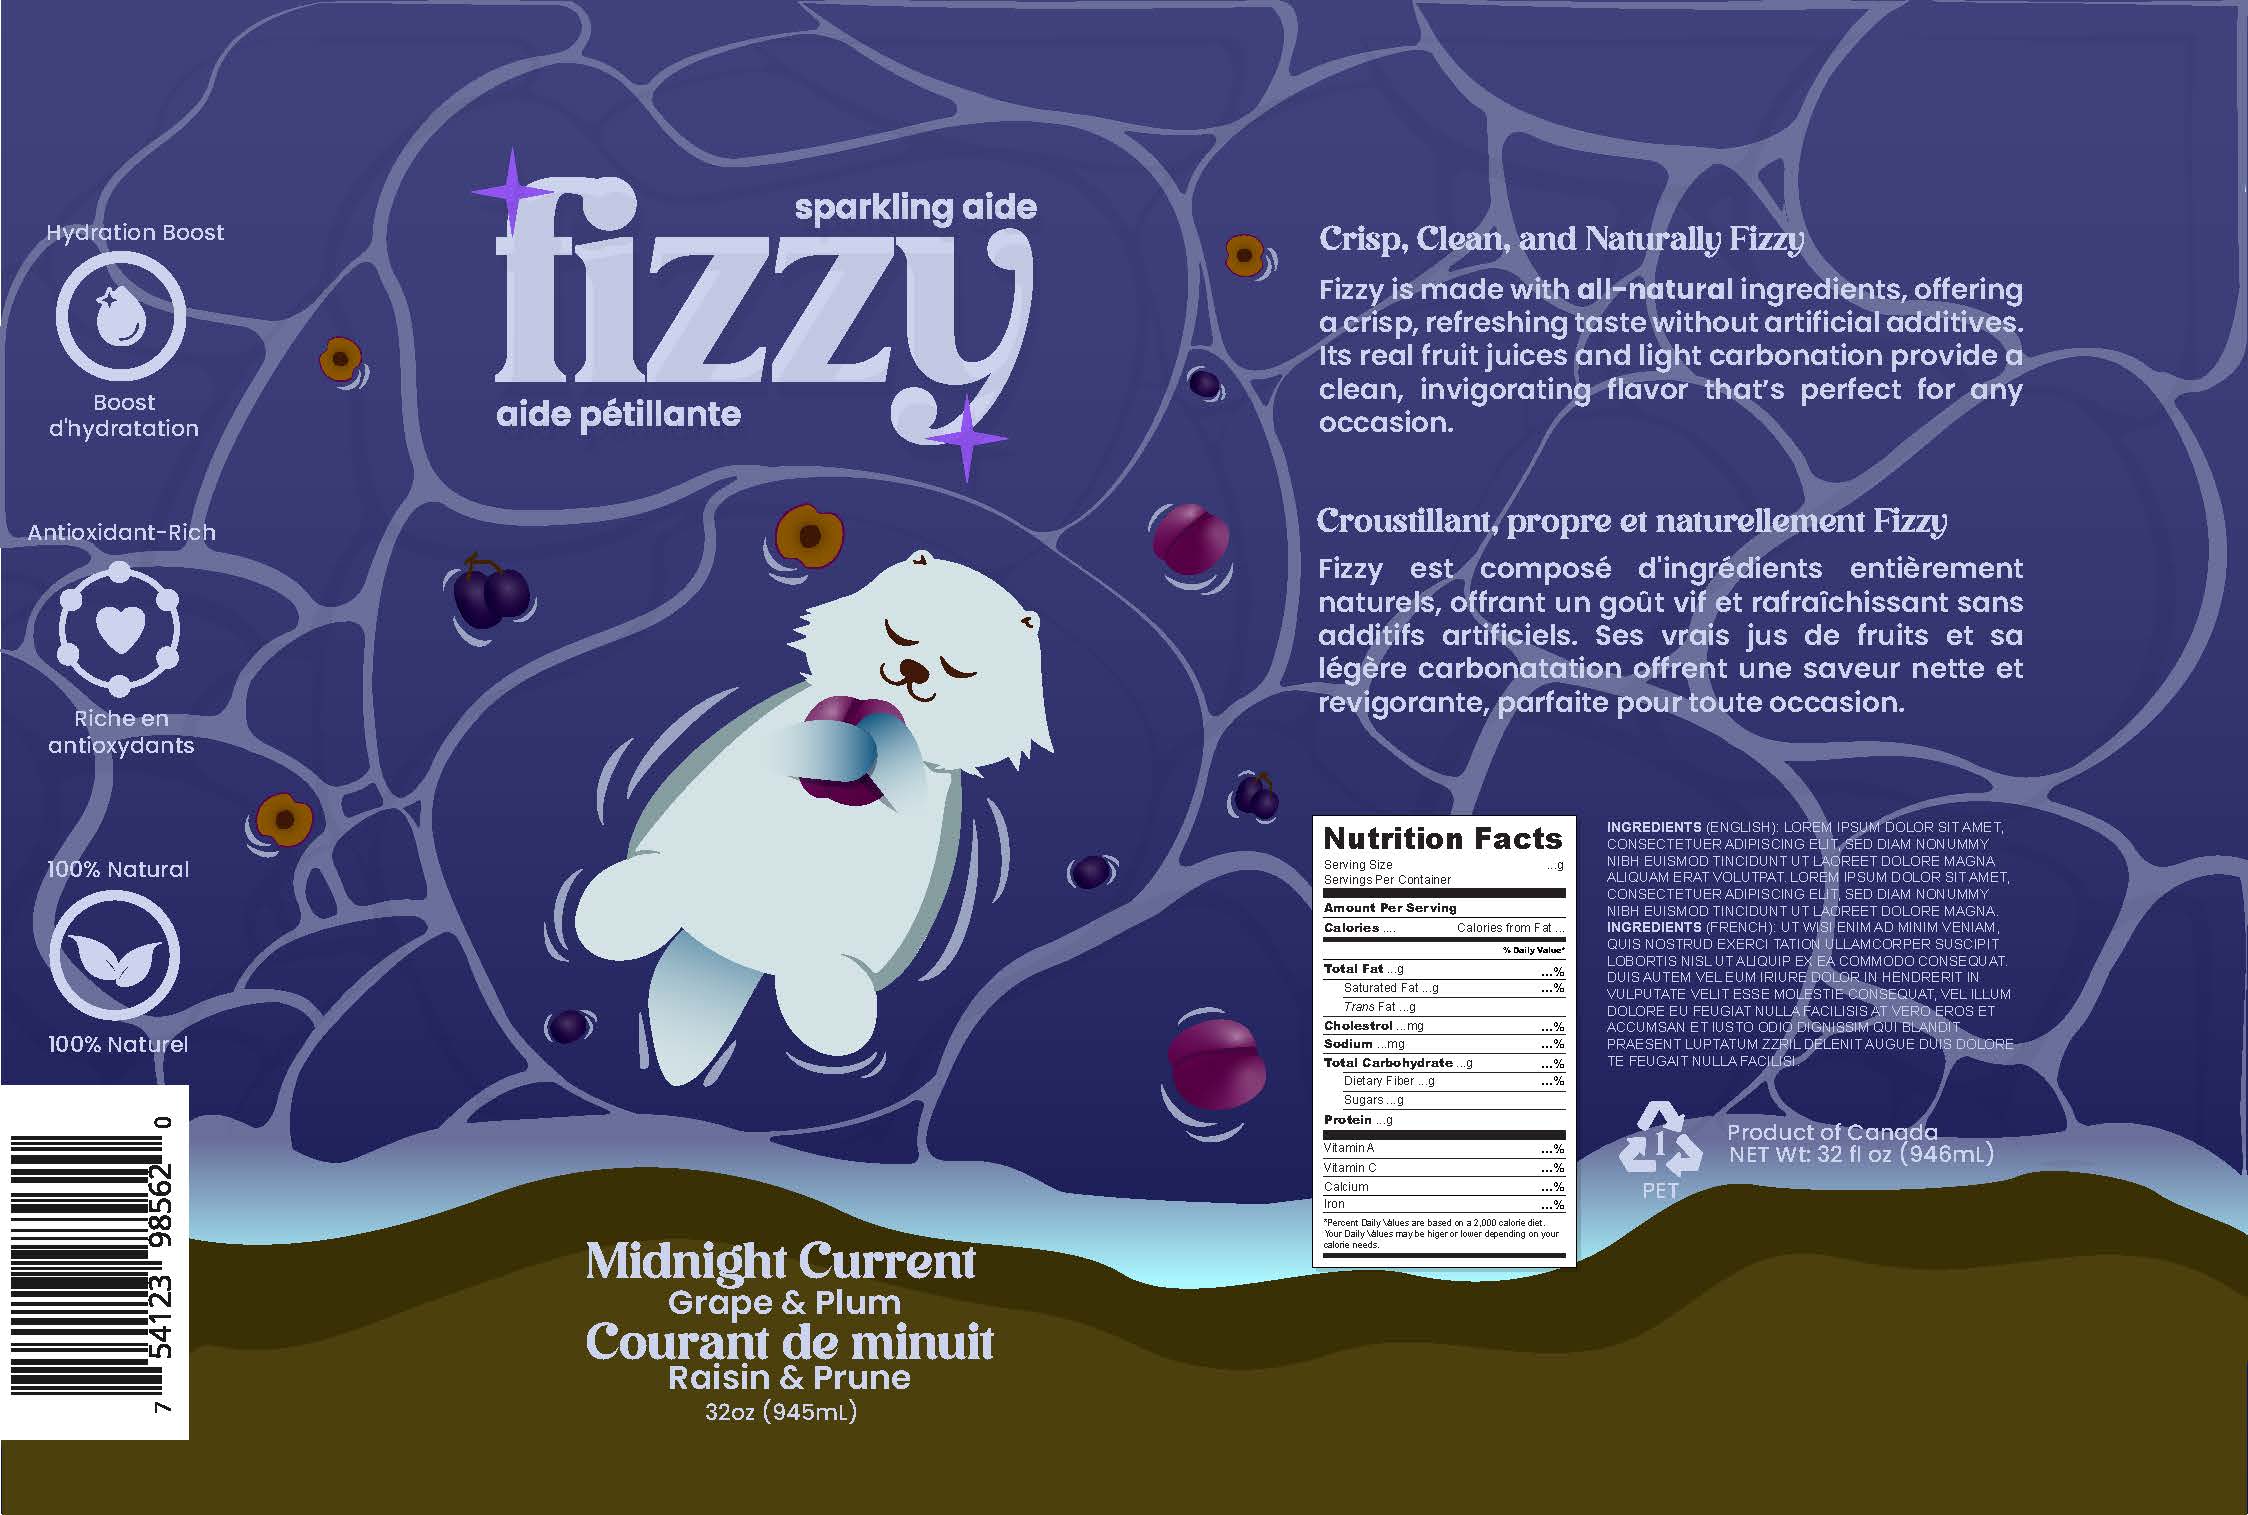 Hydration Boost
Boost
d'hydratation
Antioxidant-Rich
Riche en
antioxydants
100% Natural
100% Naturel
7 54123 98562 0
sparkling aide
fizzy
aide pétillante
Midnight Current
Grape & Plum
Courant de minuit
Raisin & Prune
32oz (945mL)
Crisp, Clean, and Naturally Fizzy
Fizzy is made with all-natural ingredients, offering
a crisp, refreshing taste without artificial additives.
Its real fruit juices and light carbonation provide a
clean, invigorating flavor that's perfect for any
occasion.
Croustillant, propre et naturellement Fizzy
Fizzy est composé d'ingrédients entièrement
naturels, offrant un goût vif et rafraîchissant sans
additifs artificiels. Ses vrais jus de fruits et sa
légère carbonatation offrent une saveur nette et
revigorante, parfaite pour toute occasion.
Nutrition Facts
Serving Size ...g
Servings Per Container
Amount Per Serving
Calories .... Calories from Fat ...
% Daily Value*
Total Fat ...g ...%
Saturated Fat ...g ...%
Trans Fat ...g
Cholestrol ...mg ...%
Sodium ...mg ...%
Total Carbohydrate ...g ...%
Dietary Fiber ...g ...%
Sugars ...g
Protein ...g
Vitamin A ...%
Vitamin C ...%
Calcium ...%
Iron ...%
*Percent Daily Values are based on a 2,000 calorie diet.
Your Daily Values may be higer or lower depending on your
calorie needs.
INGREDIENTS (ENGLISH): LOREM IPSUM DOLOR SIT AMET,
CONSECTETUER ADIPISCING ELIT, SED DIAM NONUMMY
NIBH EUISMOD TINCIDUNT UT LAOREET DOLORE MAGNA
ALIQUAM ERAT VOLUTPAT. LOREM IPSUM DOLOR SIT AMET,
CONSECTETUER ADIPISCING ELIT, SED DIAM NONUMMY
NIBH EUISMOD TINCIDUNT UT LAOREET DOLORE MAGNA.
INGREDIENTS (FRENCH): UT WISI ENIM AD MINIM VENIAM,
QUIS NOSTRUD EXERCI TATION ULLAMCORPER SUSCIPIT
LOBORTIS NISL UT ALIQUIP EX EA COMMODO CONSEQUAT.
DUIS AUTEM VEL EUM IRIURE DOLOR IN HENDRERIT IN
VULPUTATE VELIT ESSE MOLESTIE CONSEQUAT, VEL ILLUM
DOLORE EU FEUGIAT NULLA FACILISIS AT VERO EROS ET
ACCUMSAN ET IUSTO ODIO DIGNISSIM QUI BLANDIT
PRAESENT LUPTATUM ZZRIL DELENIT AUGUE DUIS DOLORE
TE FEUGAIT NULLA FACILISI.
1
PET
Product of Canada
NET Wt: 32 fl oz (946mL)